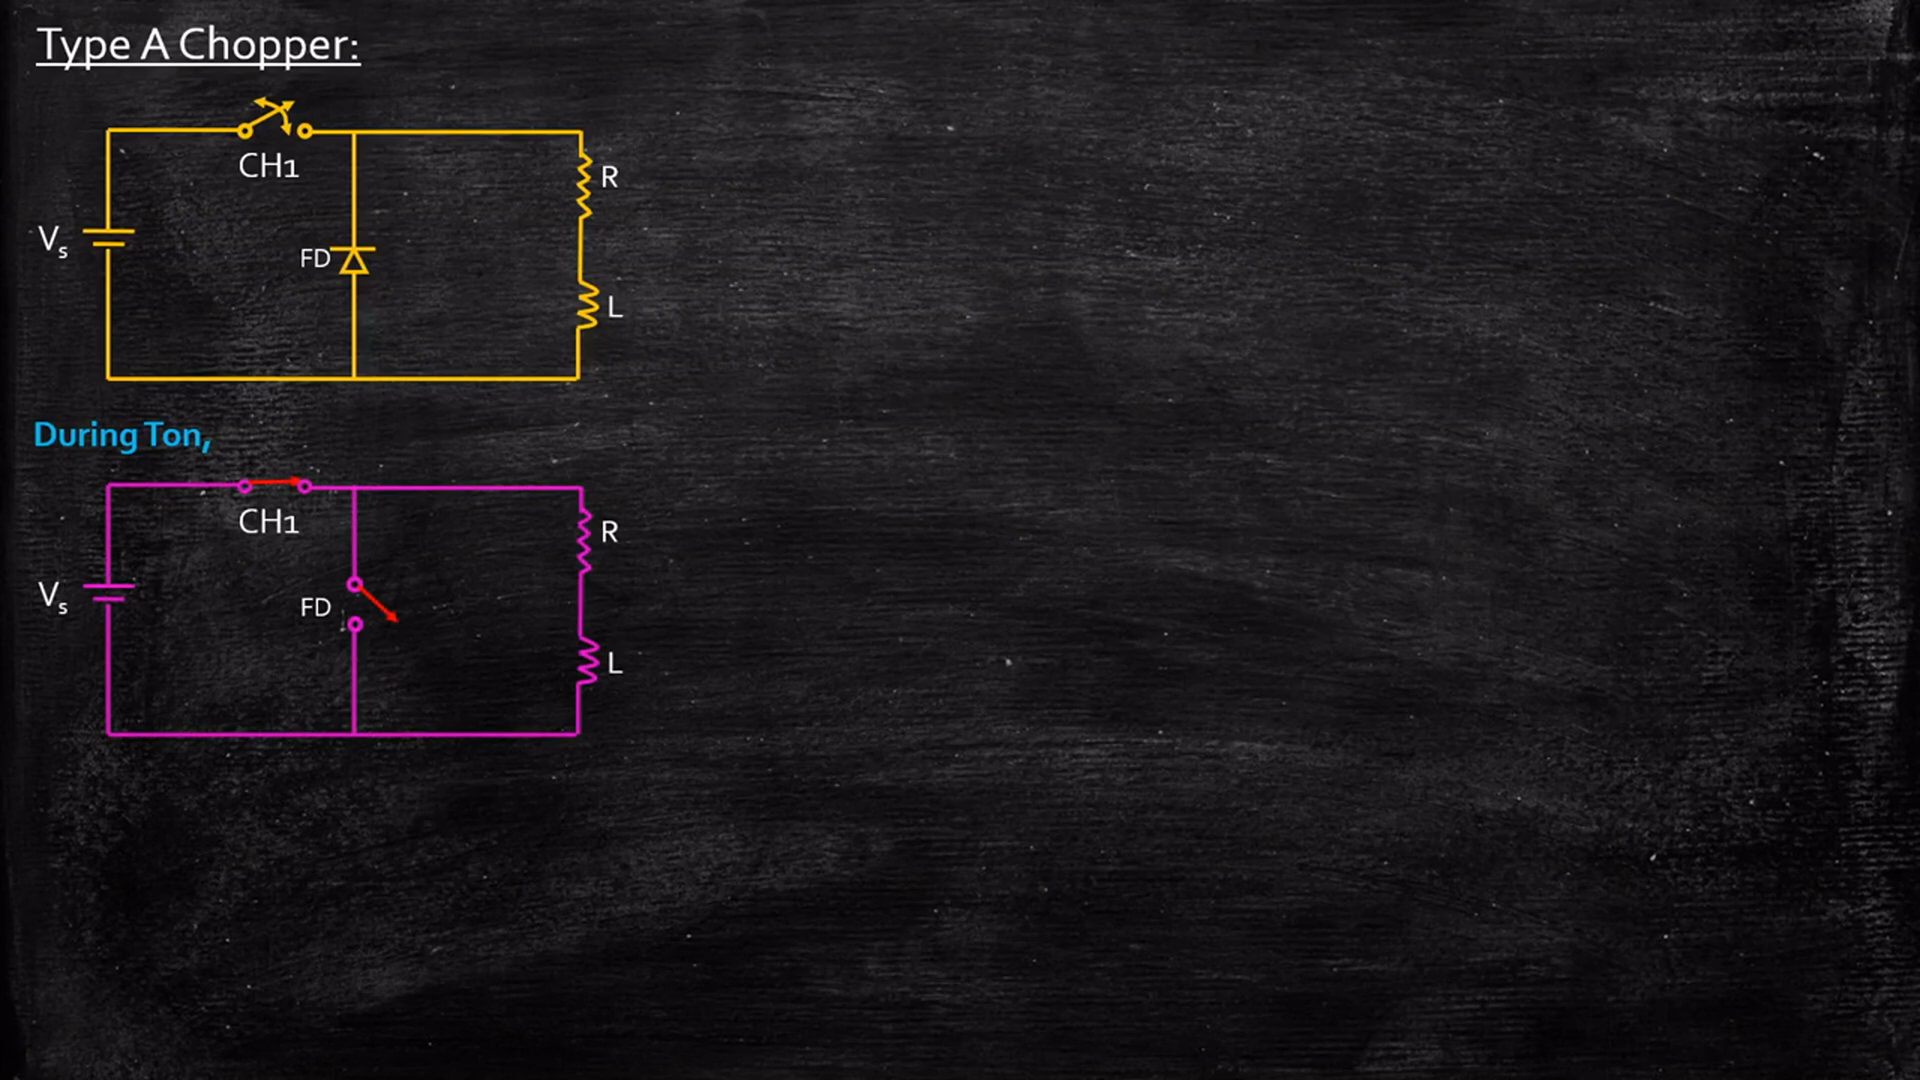 Type A Chopper:
CH1
R
Vs
FD
L
During Ton,
CH1
R
Vs
FD
L